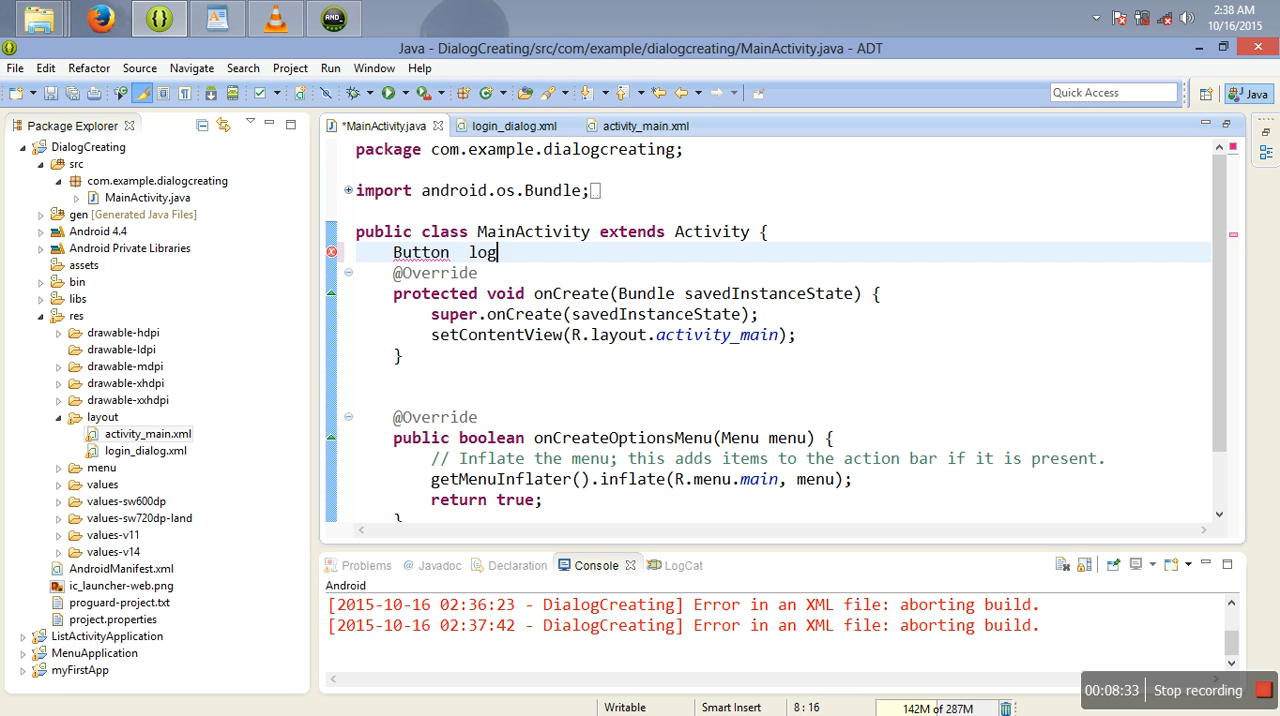 AND_
2:38 AM
10/16/2015
Java - DialogCreating/src/com/example/dialogcreating/MainActivity.java - ADT
File Edit Refactor Source Navigate Search Project Run Window Help
Quick Access
Java
Package Explorer
DialogCreating
src
com.example.dialogcreating
MainActivity.java
gen [Generated Java Files]
Android 4.4
Android Private Libraries
assets
bin
libs
res
drawable-hdpi
drawable-ldpi
drawable-mdpi
drawable-xhdpi
drawable-xxhdpi
layout
activity_main.xml
login_dialog.xml
menu
values
values-sw600dp
values-sw720dp-land
values-v11
values-v14
AndroidManifest.xml
ic_launcher-web.png
proguard-project.txt
project.properties
ListActivityApplication
MenuApplication
myFirstApp
*MainActivity.java login_dialog.xml activity_main.xml
package com.example.dialogcreating;
import android.os.Bundle;
public class MainActivity extends Activity {
Button log
@Override
protected void onCreate(Bundle savedInstanceState) {
super.onCreate(savedInstanceState);
setContentView(R.layout.activity_main);
}
@Override
public boolean onCreateOptionsMenu(Menu menu) {
// Inflate the menu; this adds items to the action bar if it is present.
getMenuInflater().inflate(R.menu.main, menu);
return true;
}
Problems @ Javadoc Declaration Console LogCat
Android
[2015-10-16 02:36:23 - DialogCreating] Error in an XML file: aborting build.
[2015-10-16 02:37:42 - DialogCreating] Error in an XML file: aborting build.
00:08:33 Stop recording
Writable Smart Insert 8 : 16 142M of 287M